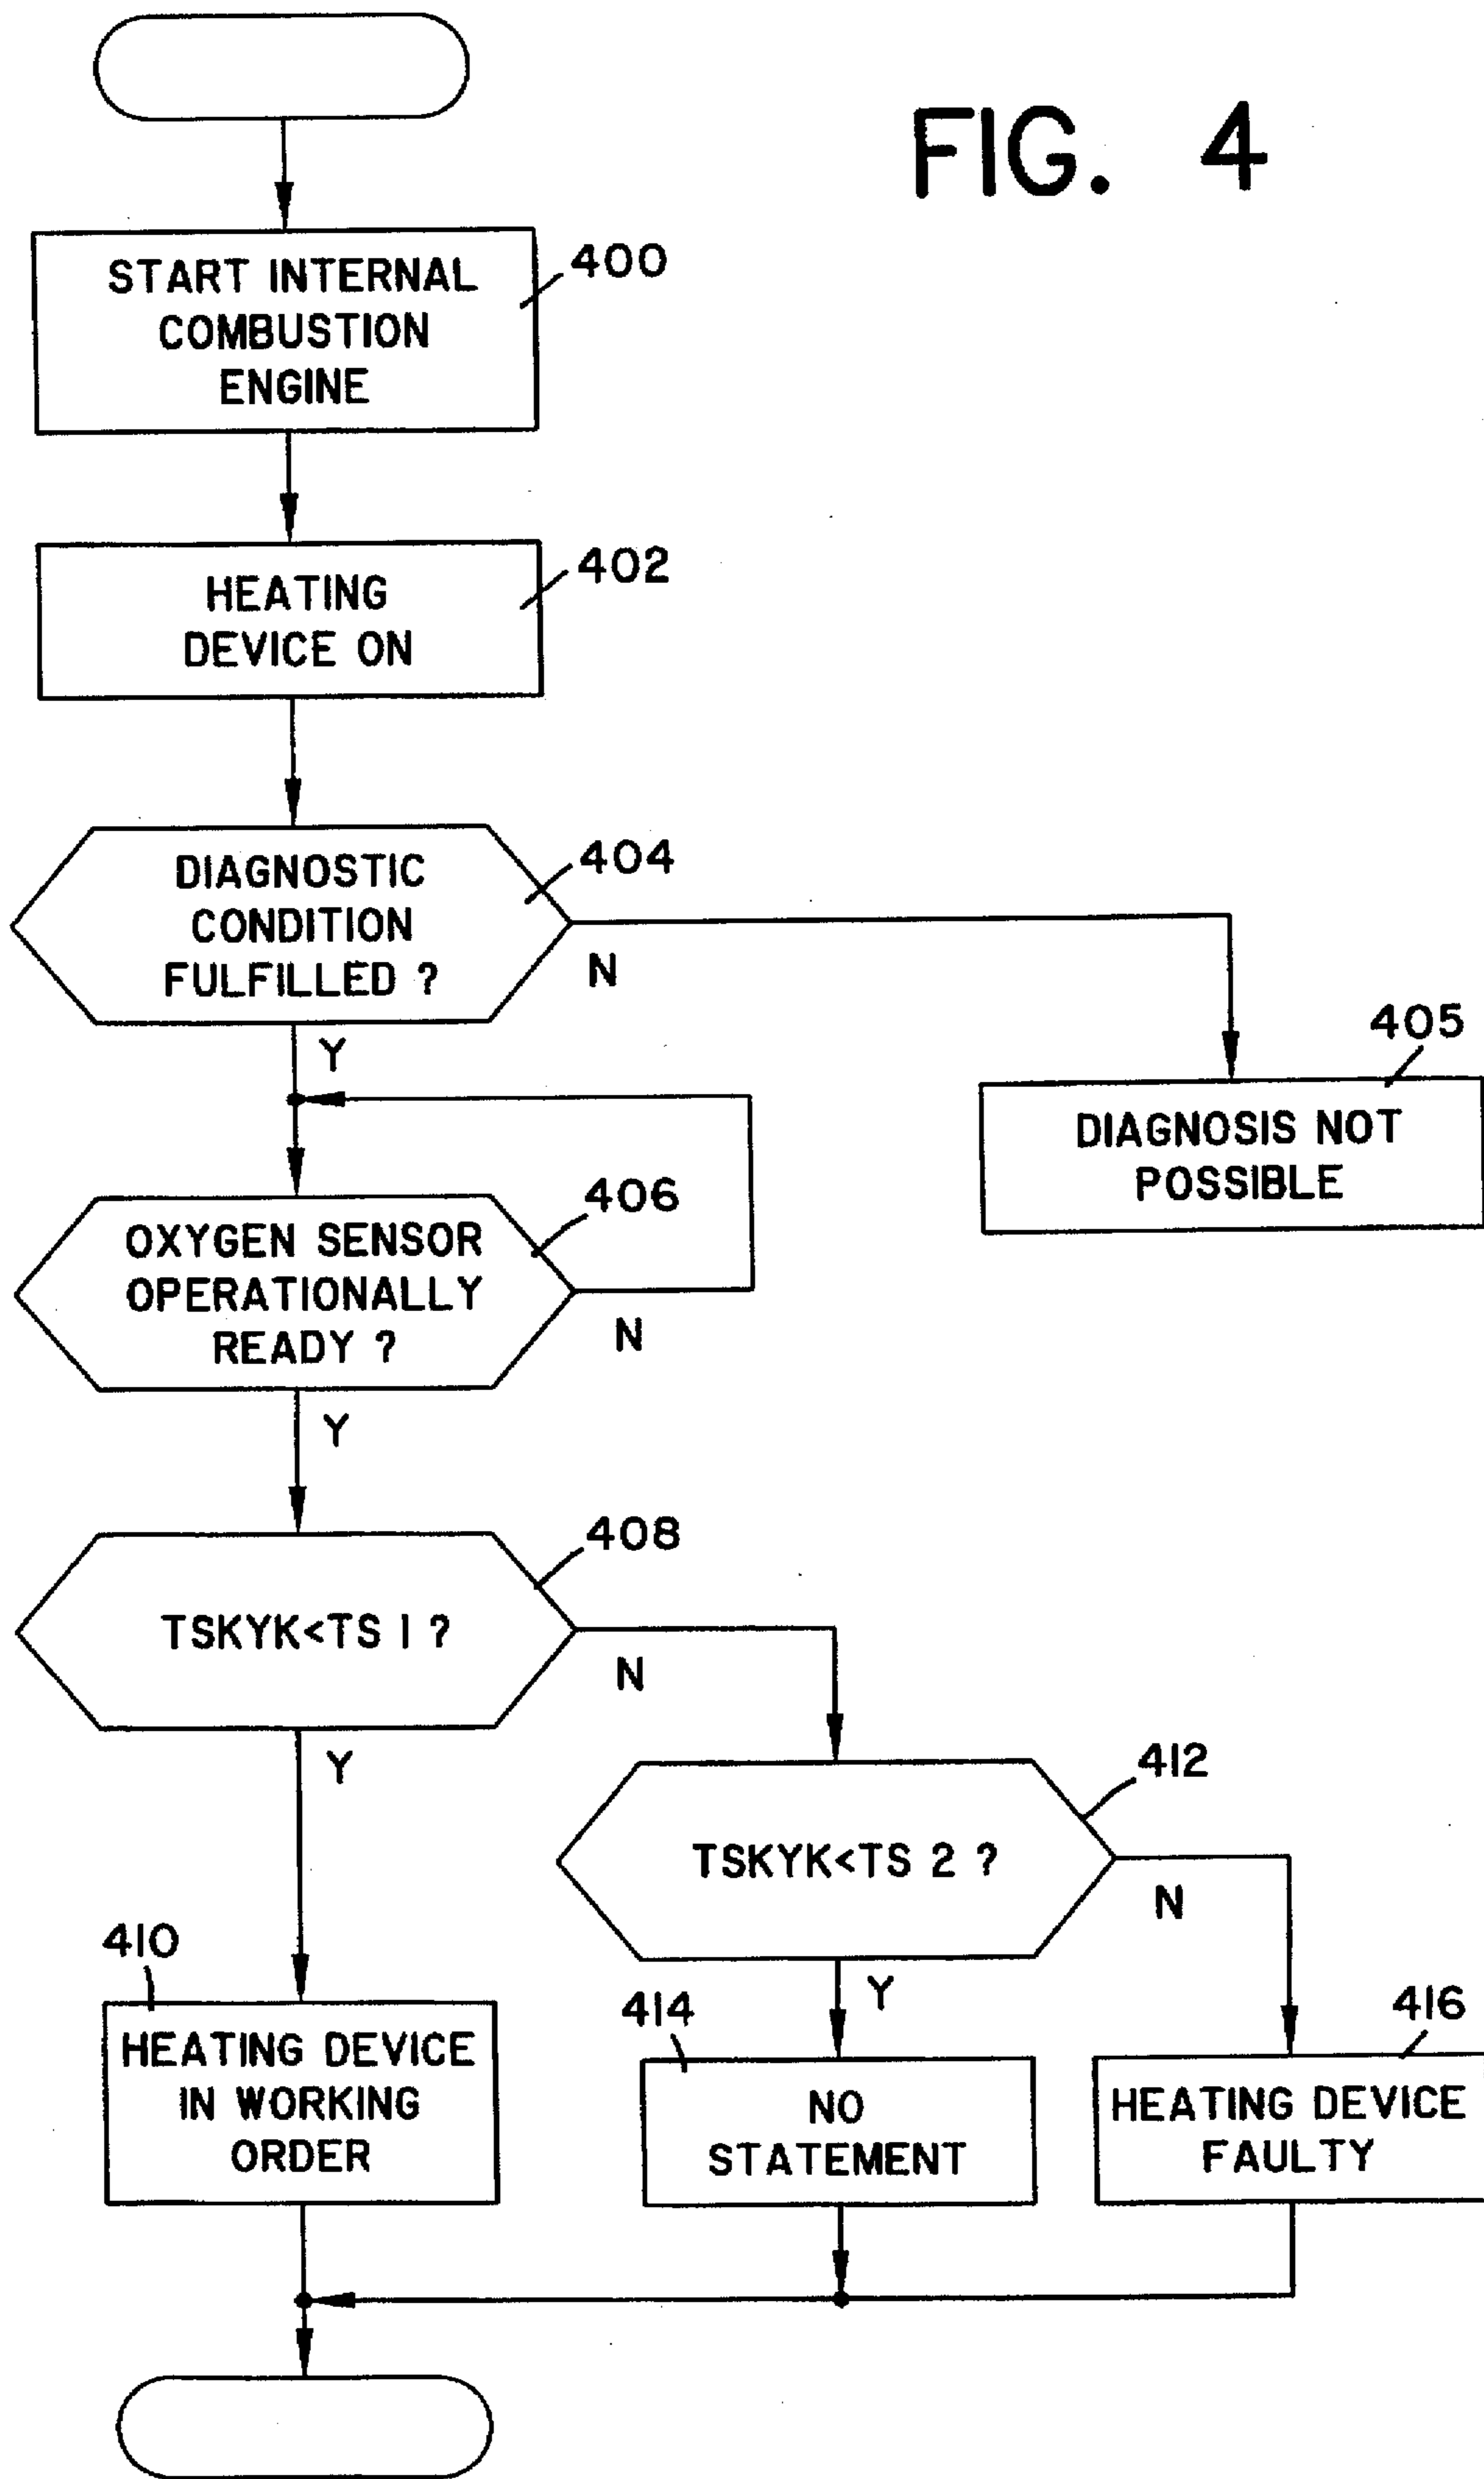 FIG. 4
400
START INTERNAL
COMBUSTION
ENGINE
402
HEATING
DEVICE ON
404
DIAGNOSTIC
CONDITION
FULFILLED ?
N
Y
405
DIAGNOSIS NOT
POSSIBLE
406
OXYGEN SENSOR
OPERATIONALLY
READY ?
N
Y
408
TSKYK<TS 1 ?
N
Y
412
TSKYK<TS 2 ?
N
Y
410
HEATING DEVICE
IN WORKING
ORDER
414
NO
STATEMENT
416
HEATING DEVICE
FAULTY